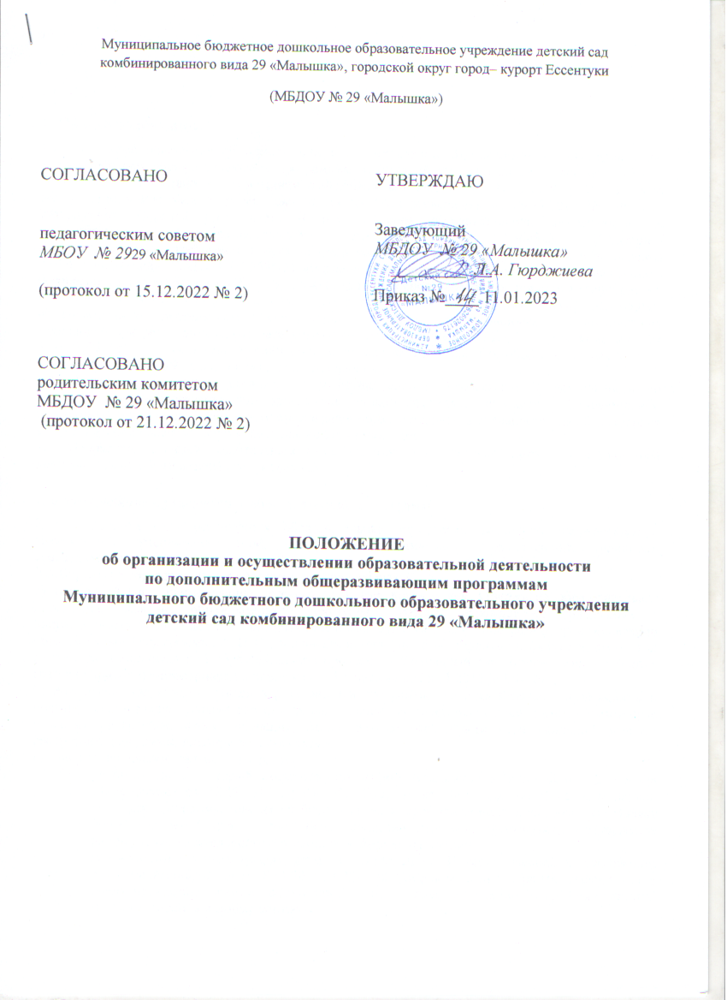 Муниципальное бюджетное дошкольное образовательное учреждение детский сад
комбинированного вида 29 «Малышка», городской округ город– курорт Ессентуки
(МБДОУ № 29 «Малышка»)
СОГЛАСОВАНО
педагогическим советом
МБОУ № 2929 «Малышка»
(протокол от 15.12.2022 № 2)
УТВЕРЖДАЮ
Заведующий
МБДОУ № 29 «Малышка»
Л.А. Гюрджиева
Приказ № 14 11.01.2023
СОГЛАСОВАНО
родительским комитетом
МБДОУ № 29 «Малышка»
(протокол от 21.12.2022 № 2)
ПОЛОЖЕНИЕ
об организации и осуществлении образовательной деятельности
по дополнительным общеразвивающим программам
Муниципального бюджетного дошкольного образовательного учреждения
детский сад комбинированного вида 29 «Малышка»